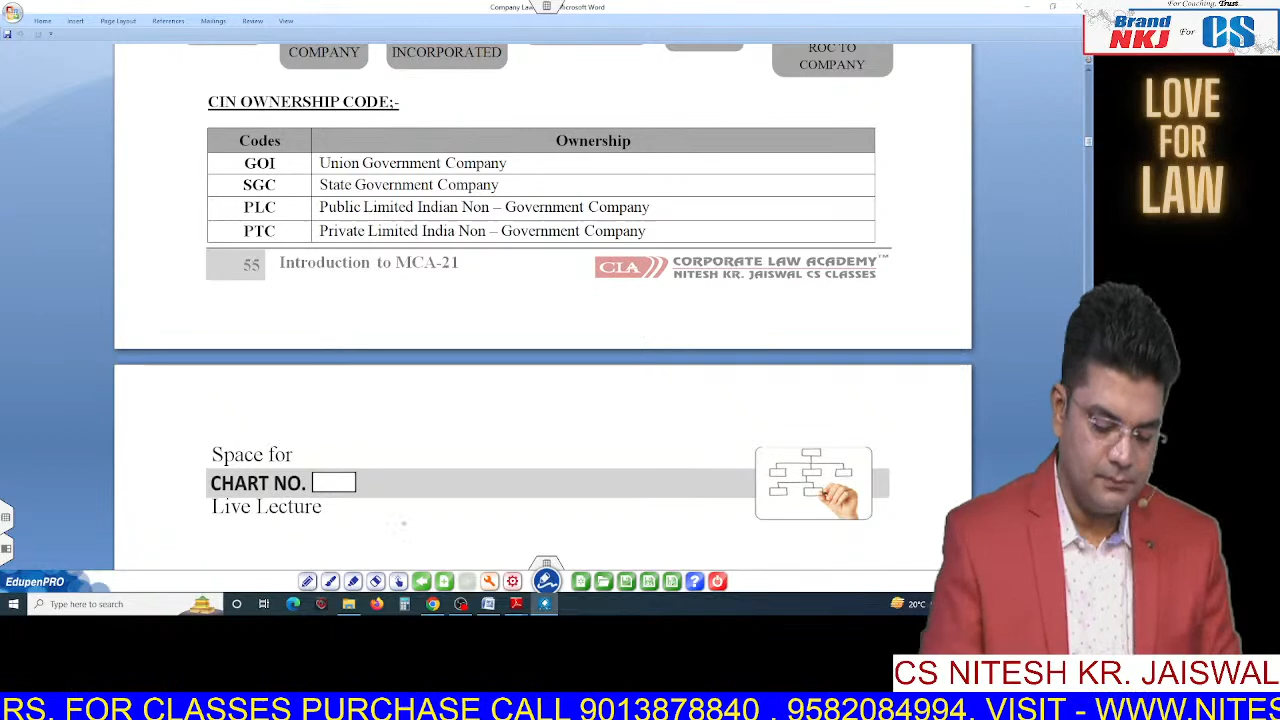 Company Law
Microsoft Word
Home Insert Page Layout References Mailings Review View
COMPANY
INCORPORATED
ROC TO
COMPANY
CIN OWNERSHIP CODE;-
Codes Ownership
GOI Union Government Company
SGC State Government Company
PLC Public Limited Indian Non – Government Company
PTC Private Limited India Non – Government Company
55 Introduction to MCA-21
CLA CORPORATE LAW ACADEMY™
NITESH KR. JAISWAL CS CLASSES
Space for
CHART NO.
Live Lecture
EdupenPRO
Type here to search
20°C
For Coaching, Trust..
Brand
NKJ
For
CS
LOVE
FOR
LAW
CS NITESH KR. JAISWAL
RS. FOR CLASSES PURCHASE CALL 9013878840 , 9582084994, VISIT - WWW.NITES